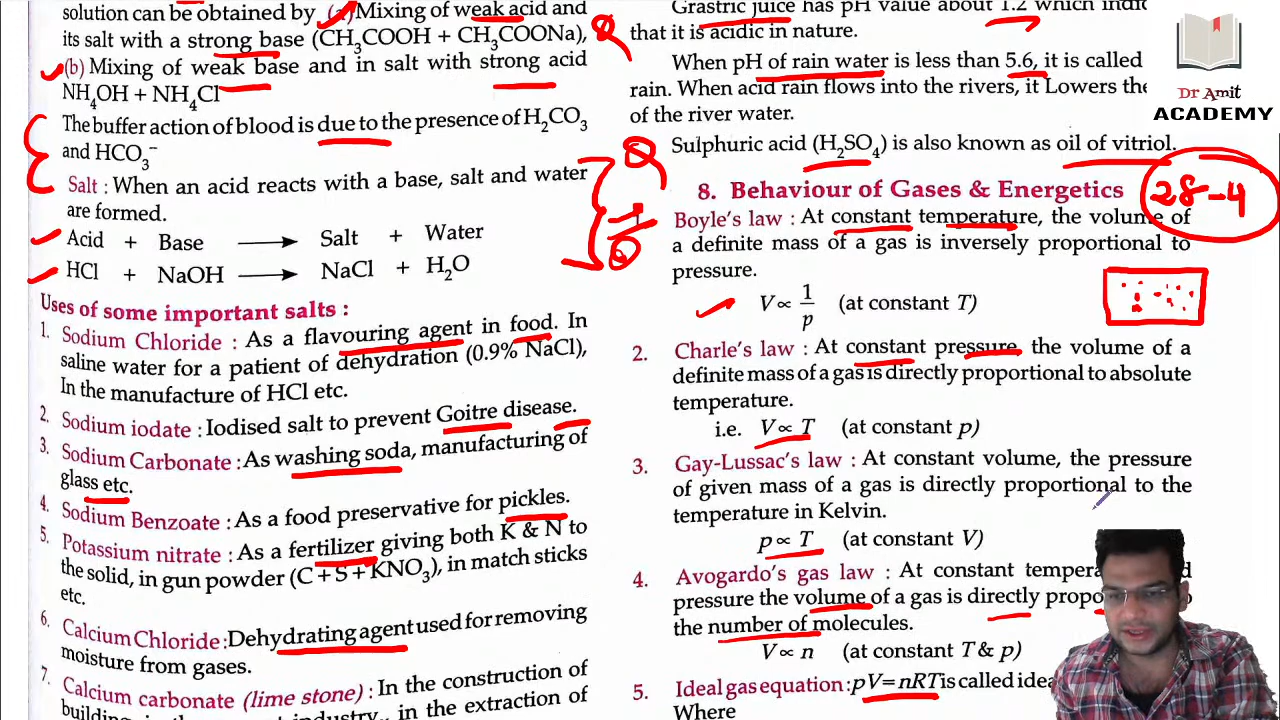 solution can be obtained by (a) Mixing of weak acid and
its salt with a strong base (CH₃COOH + CH₃COONa),
(b) Mixing of weak base and in salt with strong acid
NH₄OH + NH₄Cl
The buffer action of blood is due to the presence of H₂CO₃
and HCO₃⁻
Salt : When an acid reacts with a base, salt and water
are formed.
Acid + Base ⟶ Salt + Water
HCl + NaOH ⟶ NaCl + H₂O
Uses of some important salts :
1. Sodium Chloride : As a flavouring agent in food. In
saline water for a patient of dehydration (0.9% NaCl),
In the manufacture of HCl etc.
2. Sodium iodate : Iodised salt to prevent Goitre disease.
3. Sodium Carbonate : As washing soda, manufacturing of
glass etc.
4. Sodium Benzoate : As a food preservative for pickles.
5. Potassium nitrate : As a fertilizer giving both K & N to
the solid, in gun powder (C + S + KNO₃), in match sticks
etc.
6. Calcium Chloride : Dehydrating agent used for removing
moisture from gases.
7. Calcium carbonate (lime stone) : In the construction of
building, in the industry, in the extraction of
Grastric juice has pH value about 1.2 which
that it is acidic in nature.
When pH of rain water is less than 5.6, it is called
rain. When acid rain flows into the rivers, it Lowers
of the river water.
Sulphuric acid (H₂SO₄) is also known as oil of vitriol.
8. Behaviour of Gases & Energetics
28-4
Boyle's law : At constant temperature, the volume of
a definite mass of a gas is inversely proportional to
pressure.
V ∝ 1/p (at constant T)
2. Charle's law : At constant pressure, the volume of a
definite mass of a gas is directly proportional to absolute
temperature.
i.e. V ∝ T (at constant p)
3. Gay-Lussac's law : At constant volume, the pressure
of given mass of a gas is directly proportional to the
temperature in Kelvin.
p ∝ T (at constant V)
4. Avogardo's gas law : At constant
pressure the volume of a gas is directly
the number of molecules.
V ∝ n (at constant T & p)
5. Ideal gas equation : pV = nRT is called
Where
Dr Amit
ACADEMY